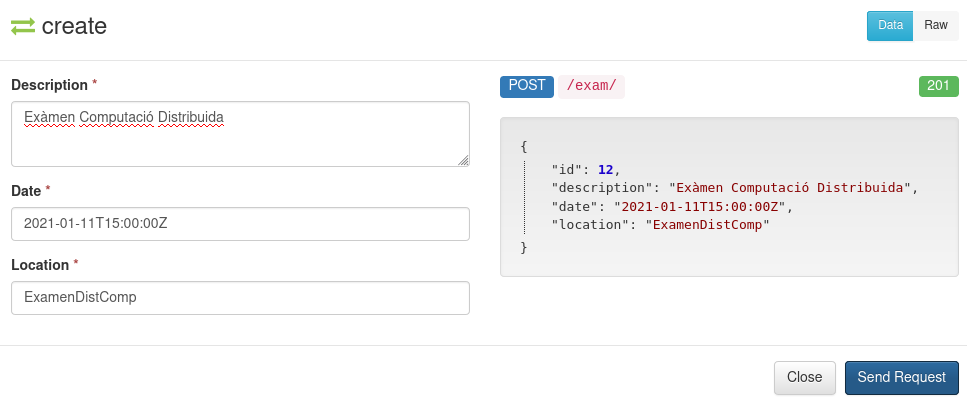 create
Data Raw
Description *
Exàmen Computació Distribuida
Date *
2021-01-11T15:00:00Z
Location *
ExamenDistComp
POST /exam/ 201
{
"id": 12,
"description": "Exàmen Computació Distribuida",
"date": "2021-01-11T15:00:00Z",
"location": "ExamenDistComp"
}
Close Send Request